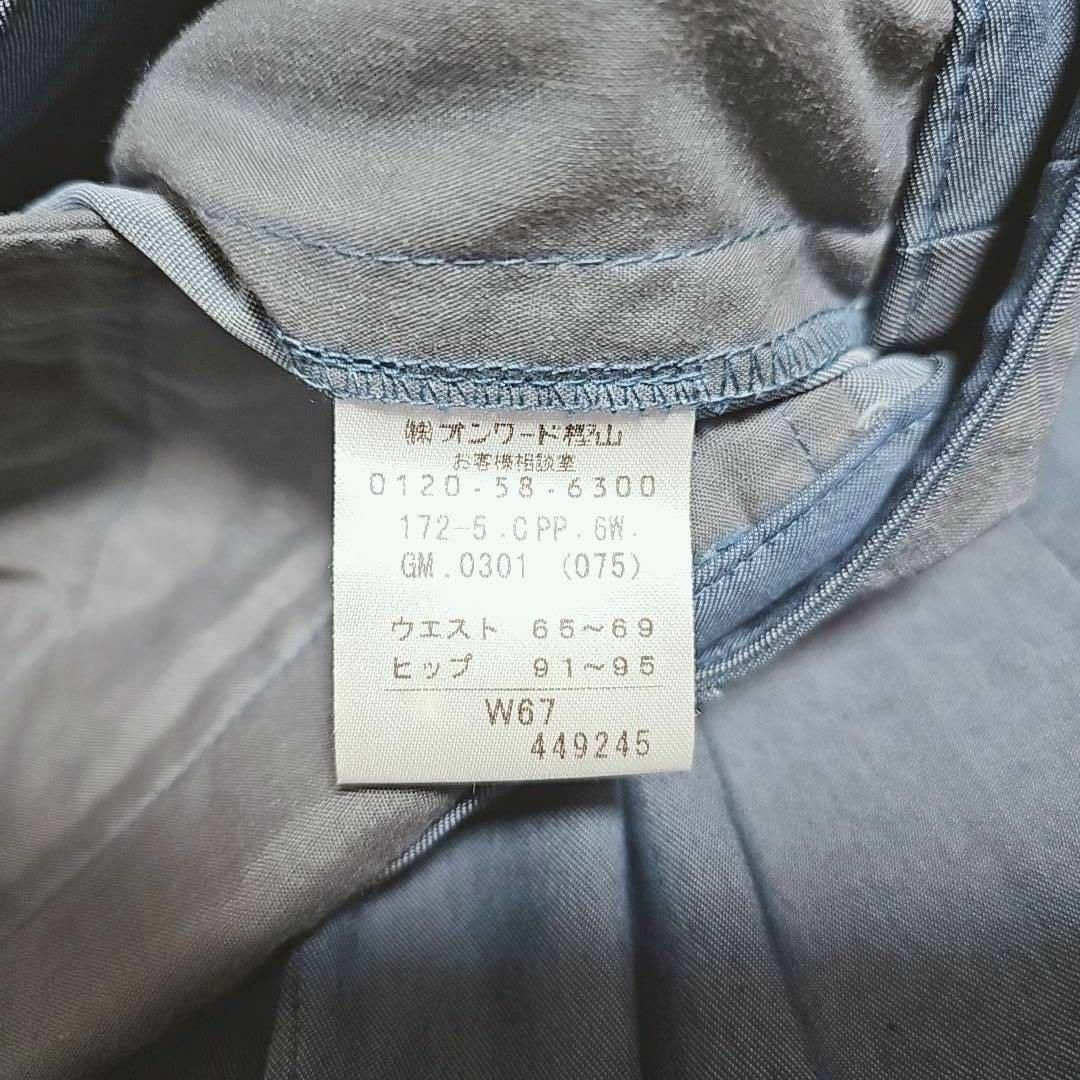 ㈱オンワード樫山
お客様相談室
0120-58-6300
172-5.CPP.6W.
GM.0301 (075)
ウエスト 65〜69
ヒップ 91〜95
W67
449245